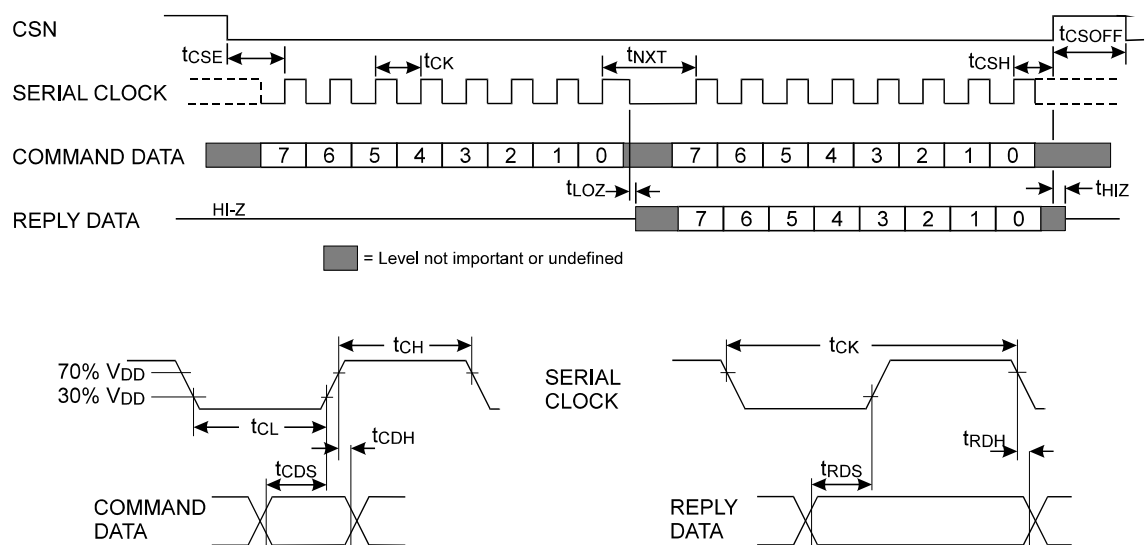 CSN
tCSE
tCK
tNXT
tCSH
tCSOFF
SERIAL CLOCK
COMMAND DATA
7 6 5 4 3 2 1 0
7 6 5 4 3 2 1 0
tLOZ
tHIZ
REPLY DATA
HI-Z
7 6 5 4 3 2 1 0
= Level not important or undefined
tCH
70% VDD
30% VDD
tCL
tCDH
tCDS
COMMAND
DATA
tCK
SERIAL
CLOCK
tRDH
tRDS
REPLY
DATA